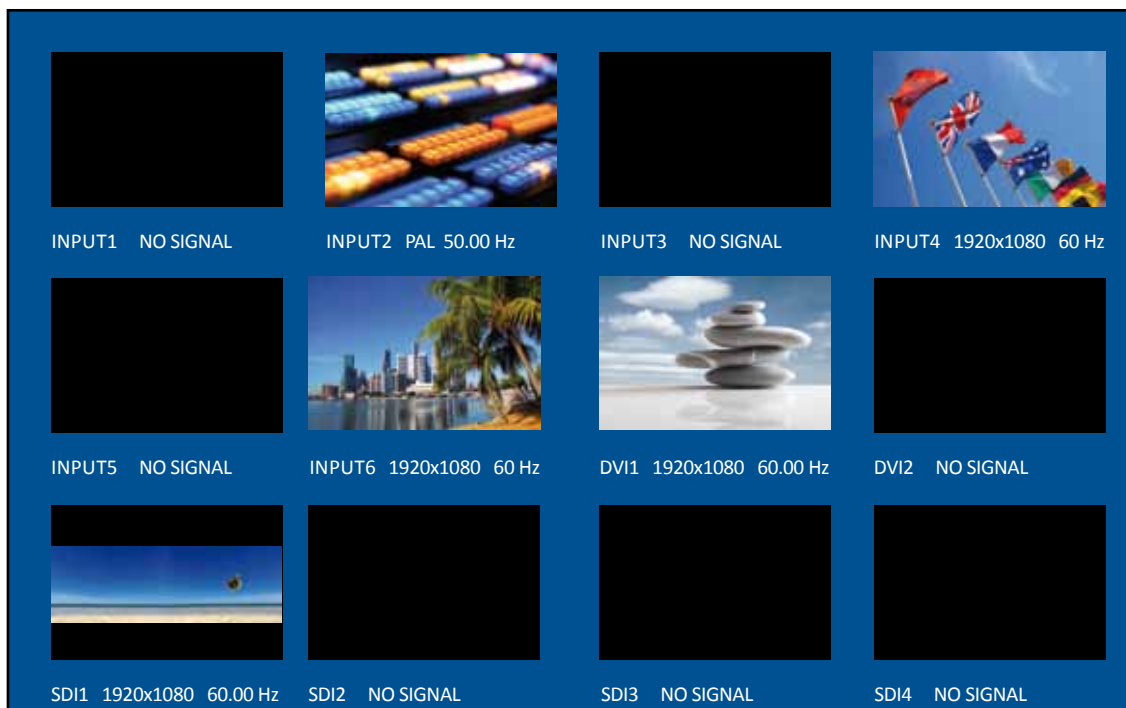 INPUT1 NO SIGNAL
INPUT2 PAL 50.00 Hz
INPUT3 NO SIGNAL
INPUT4 1920x1080 60 Hz
INPUT5 NO SIGNAL
INPUT6 1920x1080 60 Hz
DVI1 1920x1080 60.00 Hz
DVI2 NO SIGNAL
SDI1 1920x1080 60.00 Hz
SDI2 NO SIGNAL
SDI3 NO SIGNAL
SDI4 NO SIGNAL